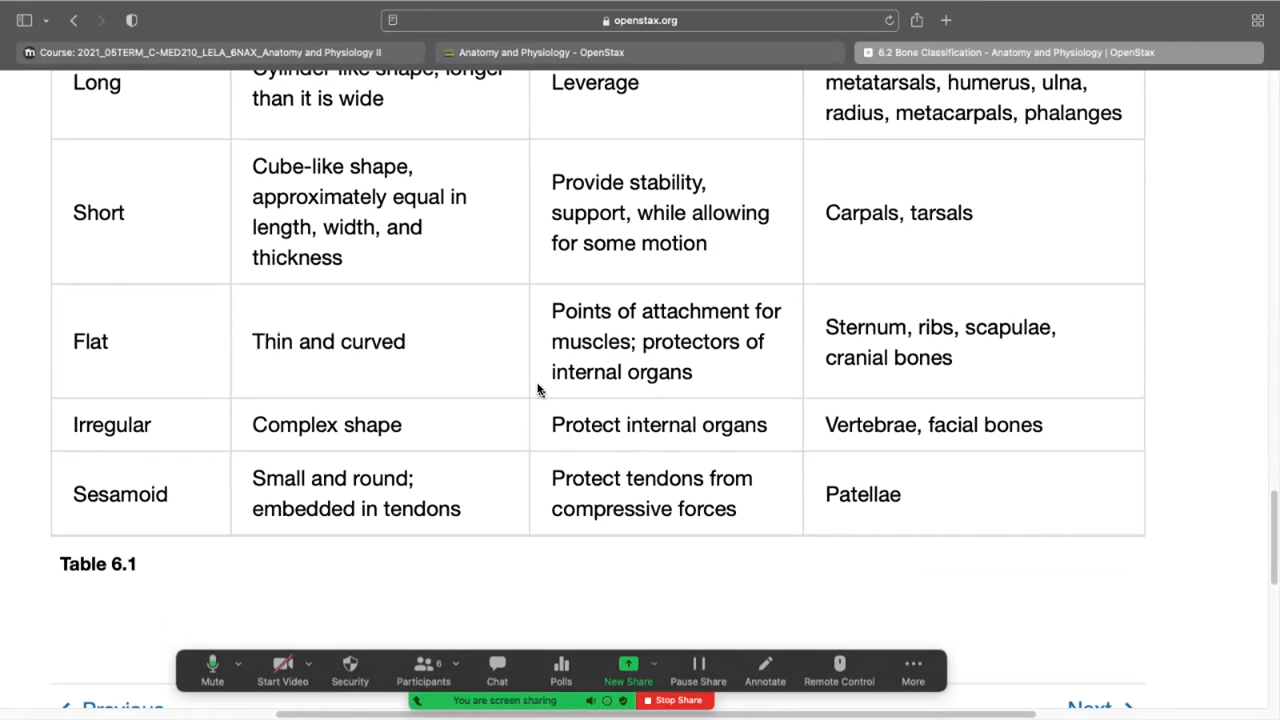 openstax.org
Course: 2021_05TERM_C-MED210_LELA_6NAX_Anatomy and Physiology II
Anatomy and Physiology - OpenStax
6.2 Bone Classification - Anatomy and Physiology | OpenStax
Long
Cylinder-like shape, longer
than it is wide
Leverage
metatarsals, humerus, ulna,
radius, metacarpals, phalanges
Short
Cube-like shape,
approximately equal in
length, width, and
thickness
Provide stability,
support, while allowing
for some motion
Carpals, tarsals
Flat
Thin and curved
Points of attachment for
muscles; protectors of
internal organs
Sternum, ribs, scapulae,
cranial bones
Irregular
Complex shape
Protect internal organs
Vertebrae, facial bones
Sesamoid
Small and round;
embedded in tendons
Protect tendons from
compressive forces
Patellae
Table 6.1
6
Mute
Start Video
Security
Participants
Chat
Polls
New Share
Pause Share
Annotate
Remote Control
More
You are screen sharing
Stop Share
Previous
Next